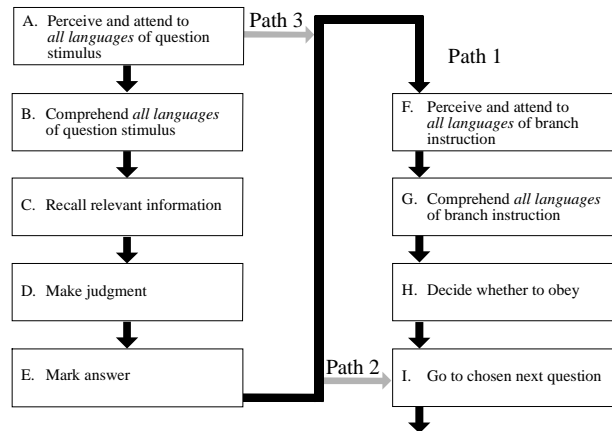 A. Perceive and attend to
all languages of question
stimulus
Path 3
B. Comprehend all languages
of question stimulus
C. Recall relevant information
D. Make judgment
E. Mark answer
Path 1
F. Perceive and attend to
all languages of branch
instruction
G. Comprehend all languages
of branch instruction
H. Decide whether to obey
Path 2
I. Go to chosen next question